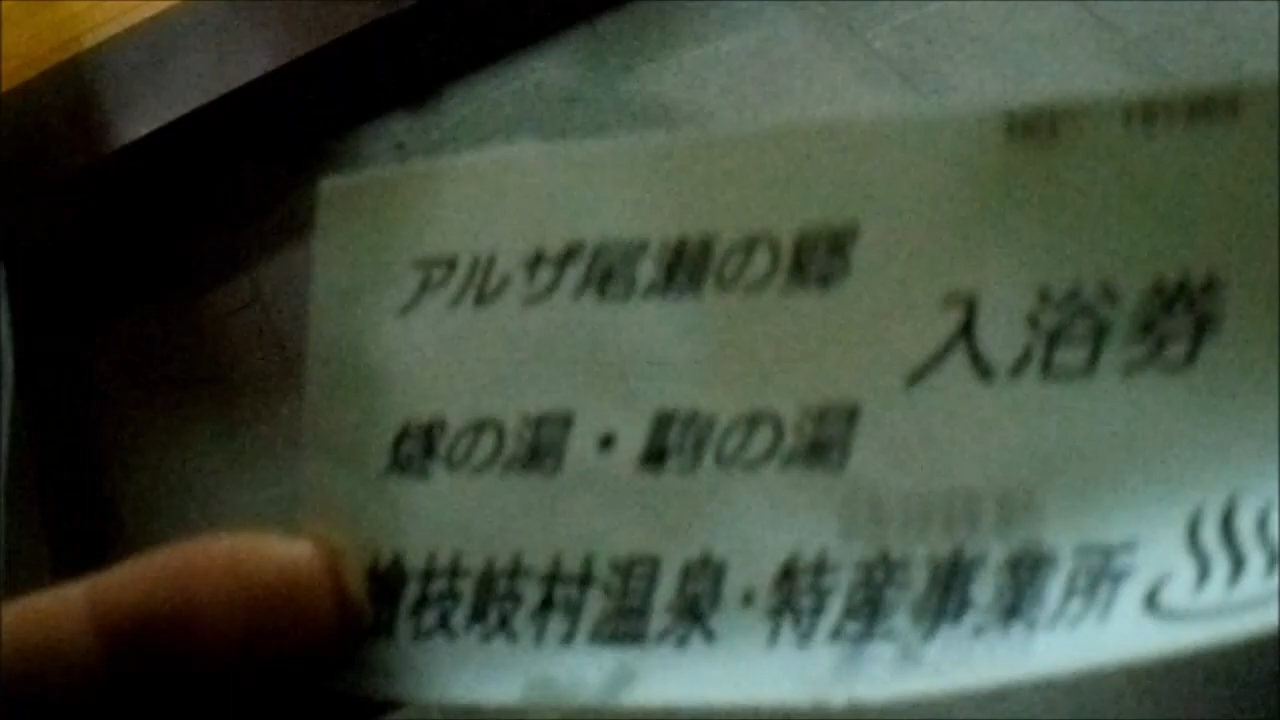 アルザ尾瀬の郷
入浴券
燧の湯・駒の湯
檜枝岐村温泉・特産事業所